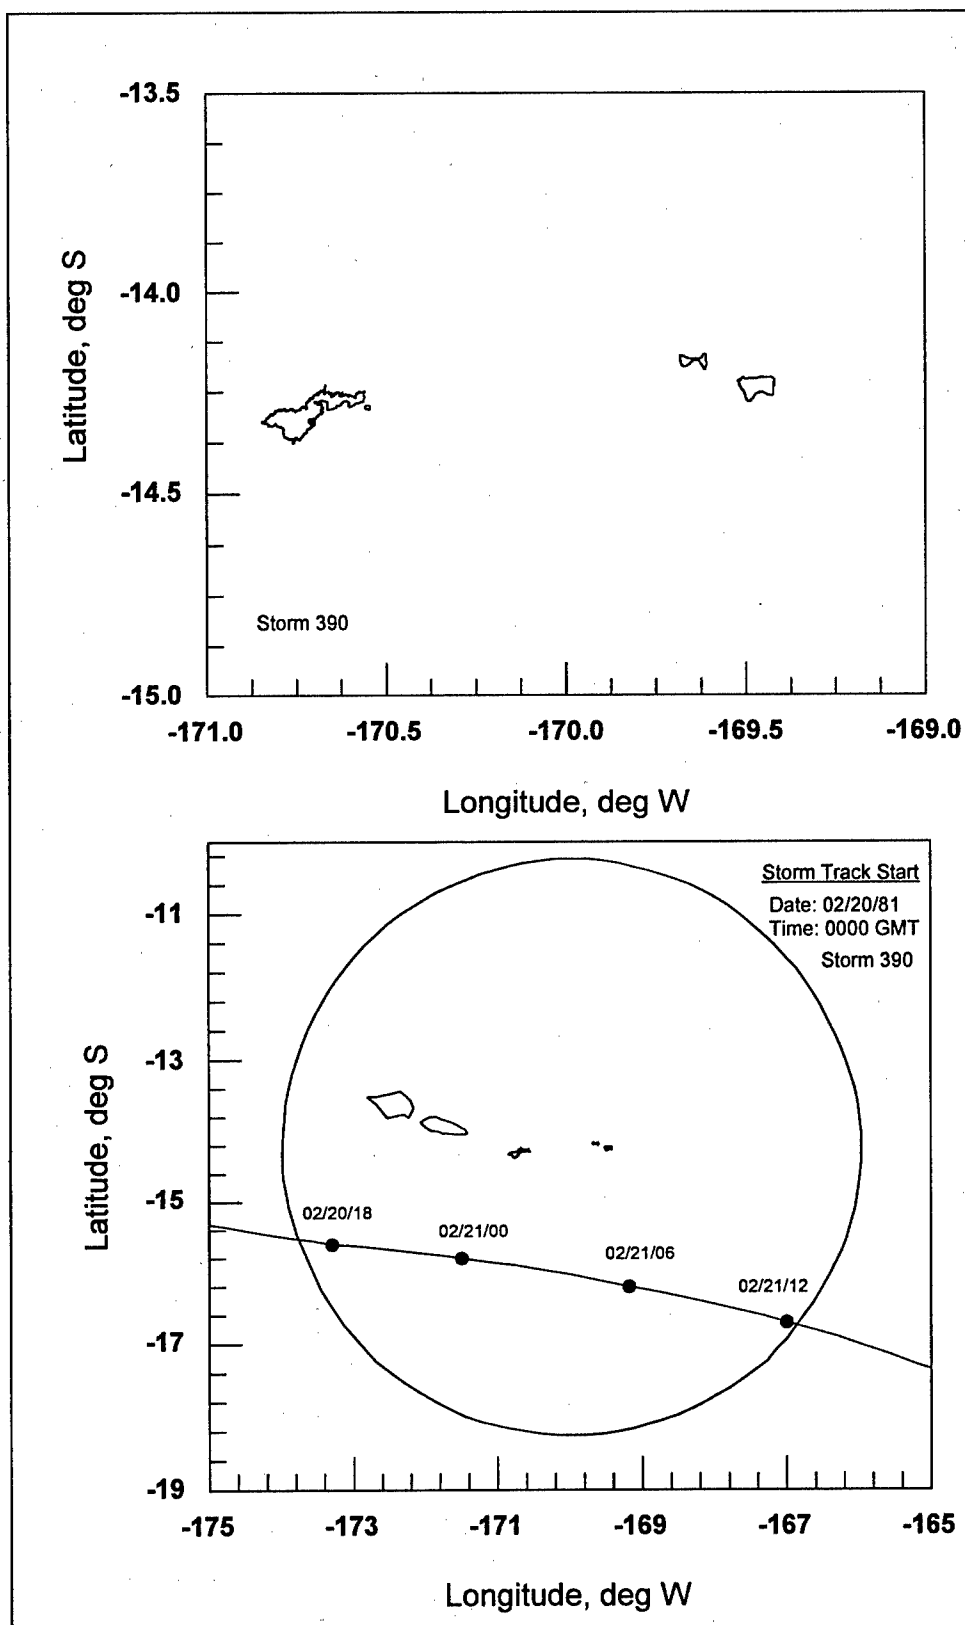 -13.5
-14.0
-14.5
-15.0
Latitude, deg S
Storm 390
-171.0 -170.5 -170.0 -169.5 -169.0
Longitude, deg W
Storm Track Start
Date: 02/20/81
Time: 0000 GMT
Storm 390
-11
-13
-15
-17
-19
Latitude, deg S
02/20/18
02/21/00
02/21/06
02/21/12
-175 -173 -171 -169 -167 -165
Longitude, deg W